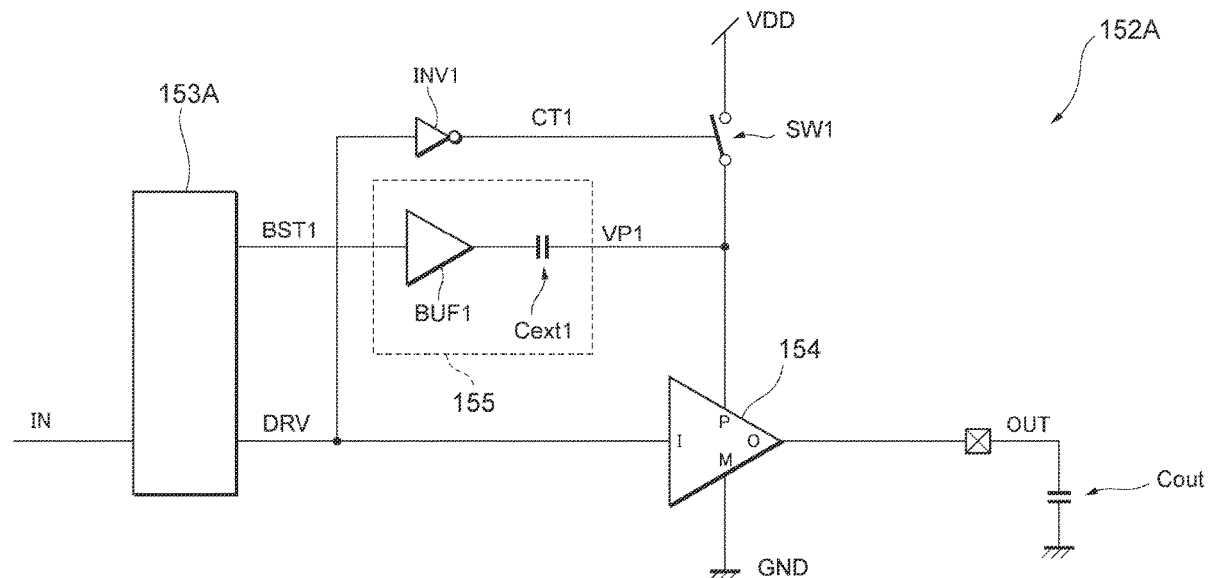 VDD
152A
INV1
153A
CT1
SW1
BST1
VP1
BUF1
Cext1
155
154
IN
DRV
I
P
O
M
OUT
Cout
GND